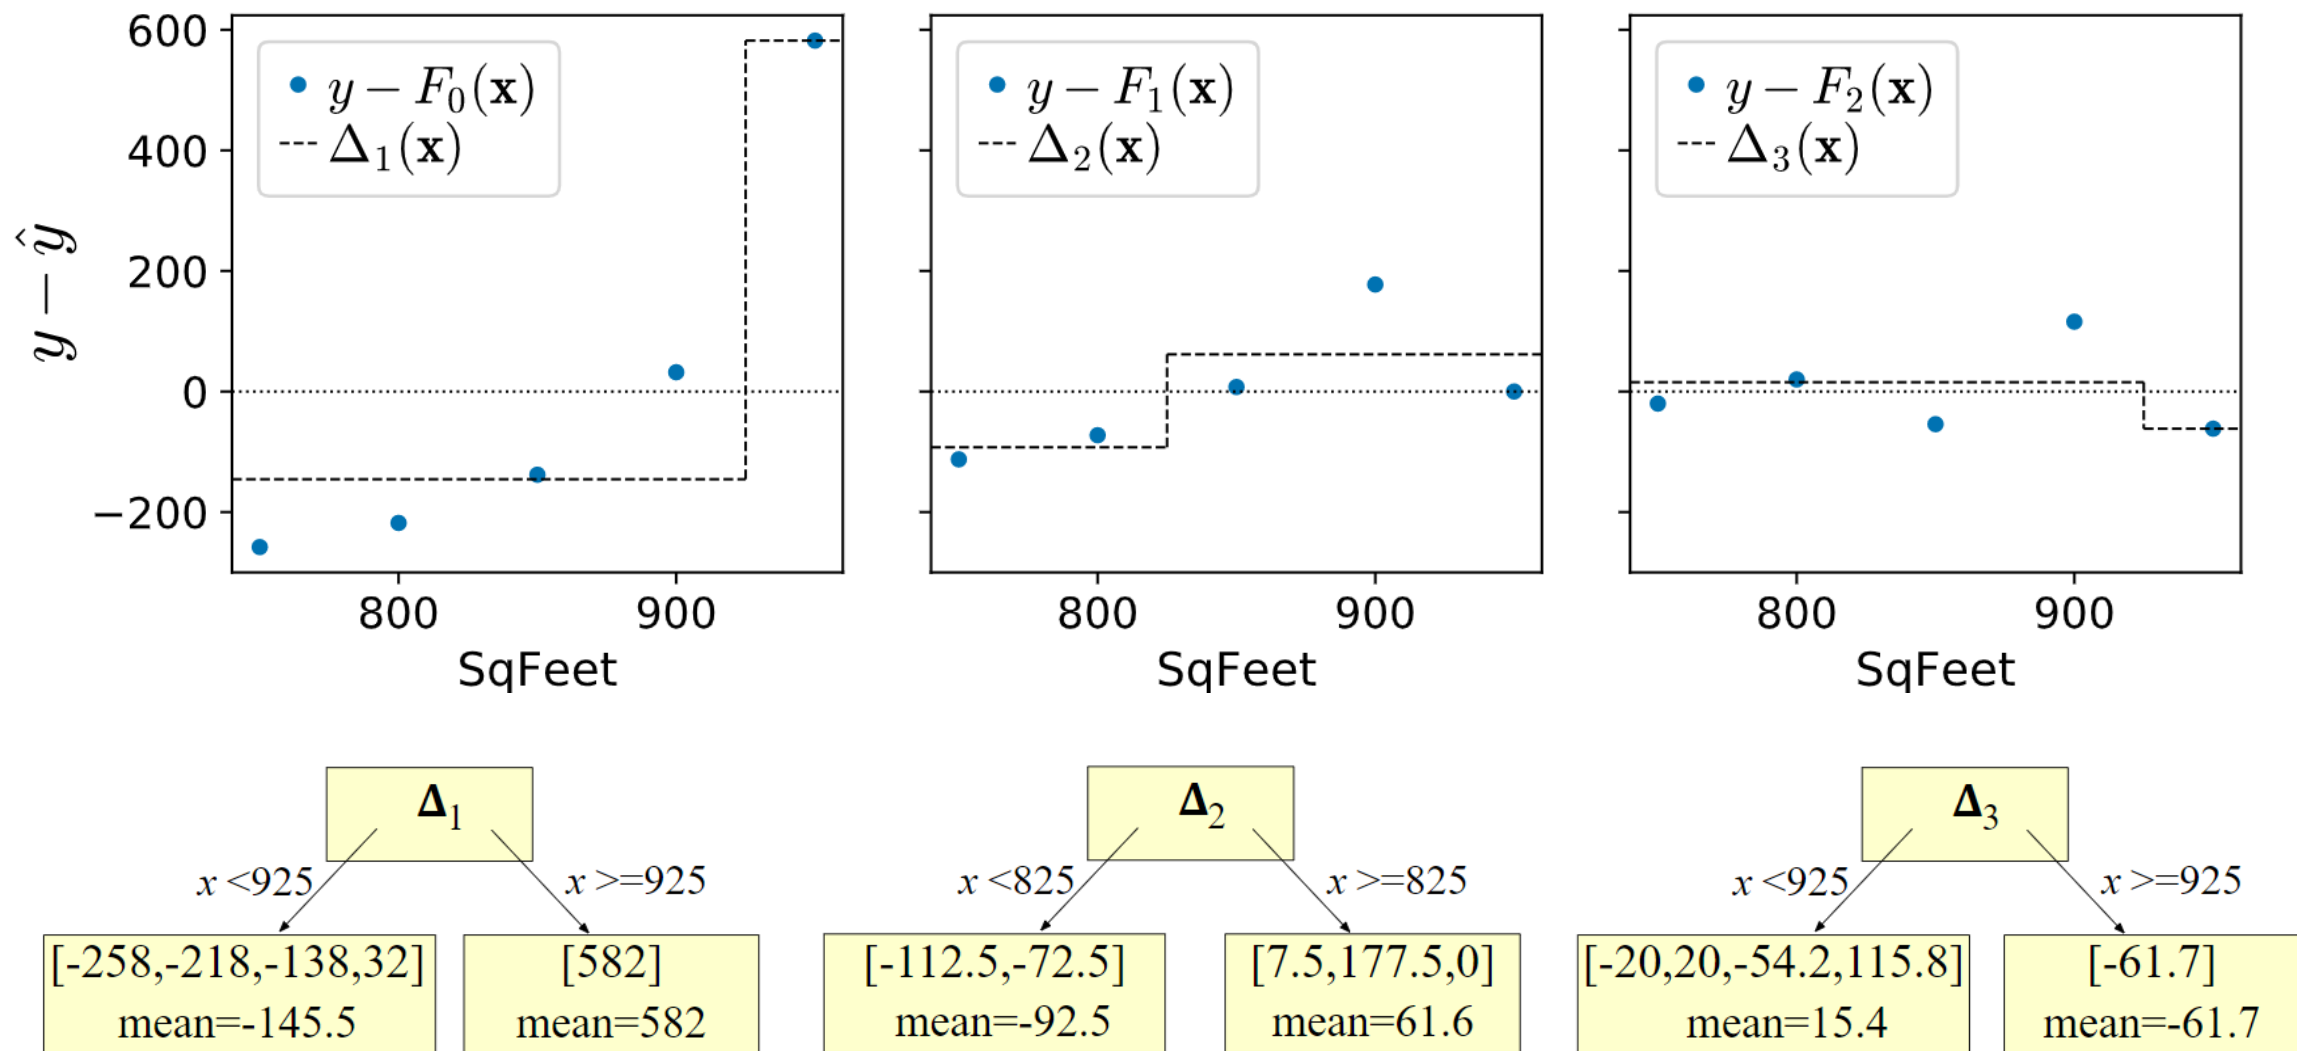 600
400
200
0
−200
y − ŷ
y − F₀(x)
Δ₁(x)
800 900
SqFeet
y − F₁(x)
Δ₂(x)
800 900
SqFeet
y − F₂(x)
Δ₃(x)
800 900
SqFeet
Δ₁
x <925 x >=925
[-258,-218,-138,32]
mean=-145.5
[582]
mean=582
Δ₂
x <825 x >=825
[-112.5,-72.5]
mean=-92.5
[7.5,177.5,0]
mean=61.6
Δ₃
x <925 x >=925
[-20,20,-54.2,115.8]
mean=15.4
[-61.7]
mean=-61.7